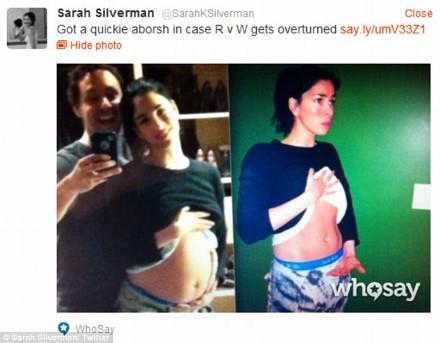 Sarah Silverman @SarahKSilverman Close
Got a quickie aborsh in case R v W gets overturned say.ly/umV33Z1
Hide photo
whosay
WhoSay
©Sarah Silverman/ Twitter